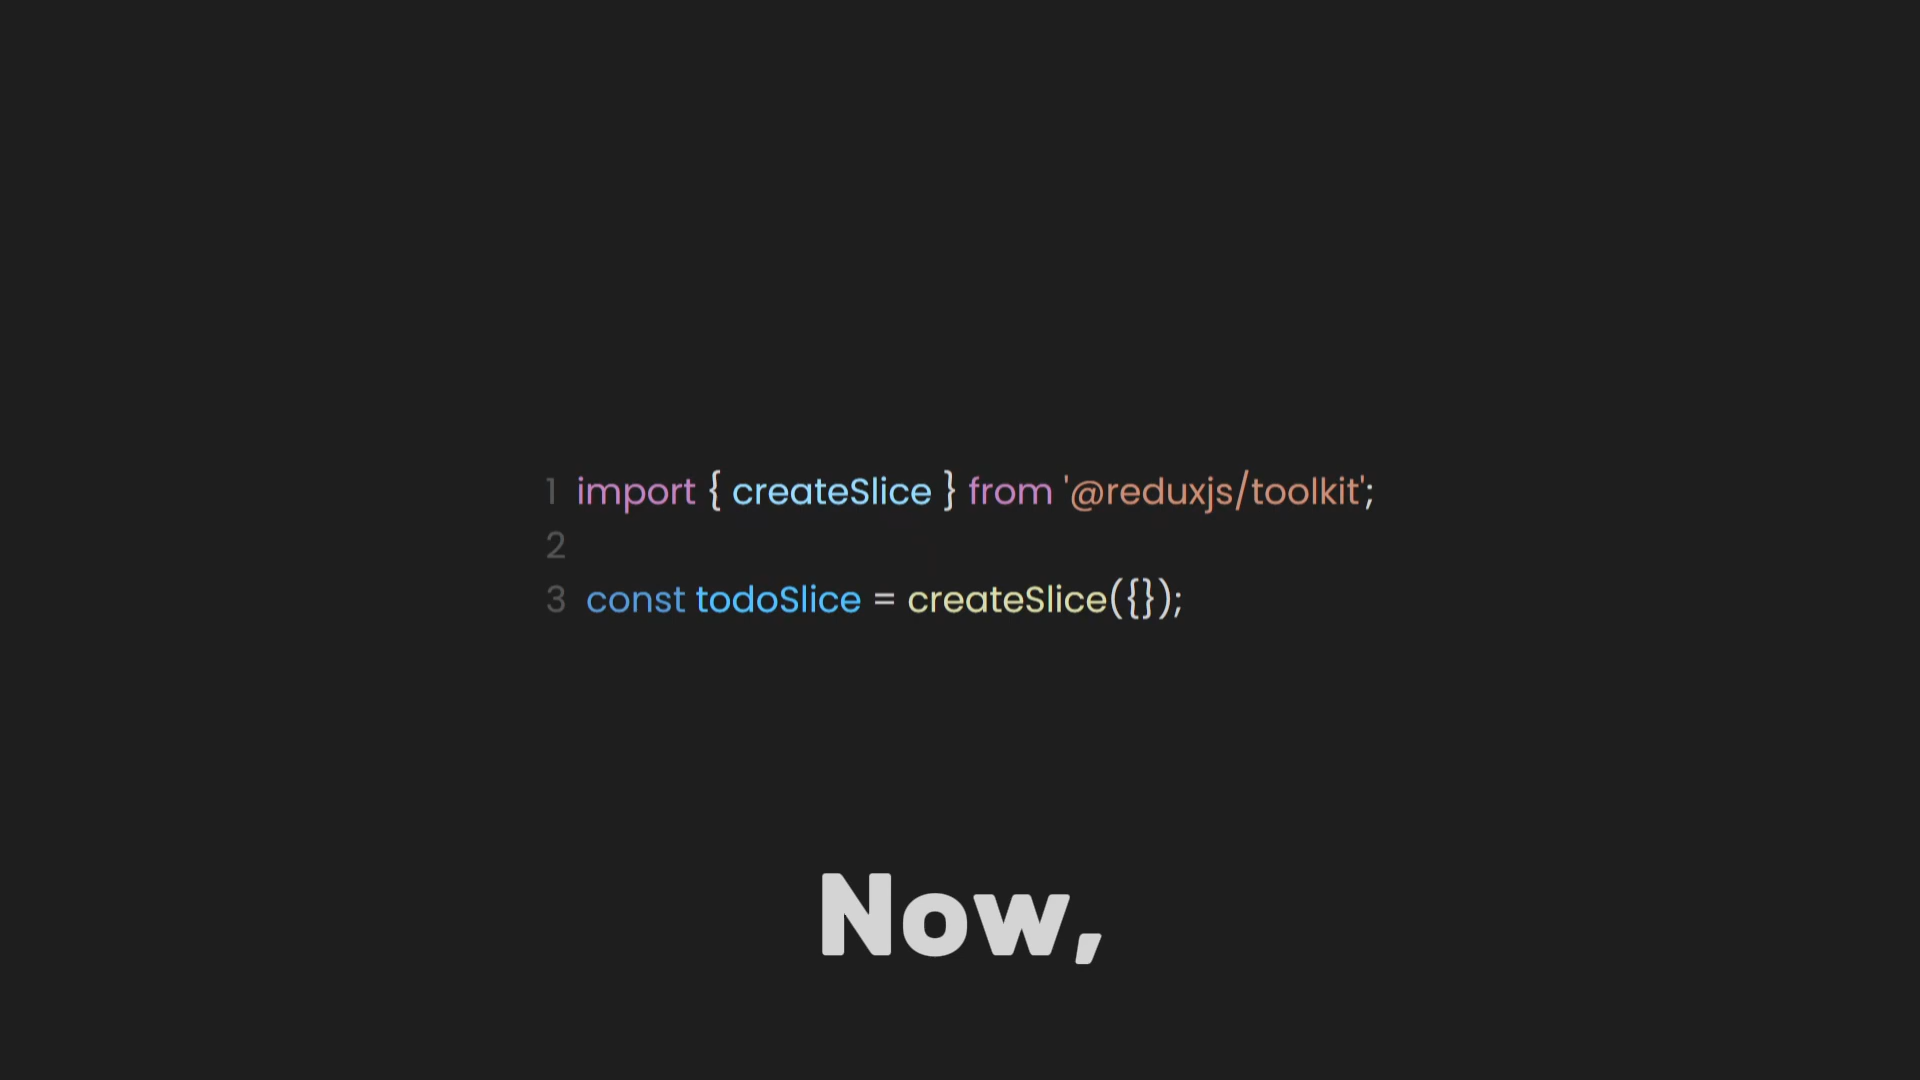 1 import { createSlice } from '@reduxjs/toolkit';
2
3 const todoSlice = createSlice({});
Now,